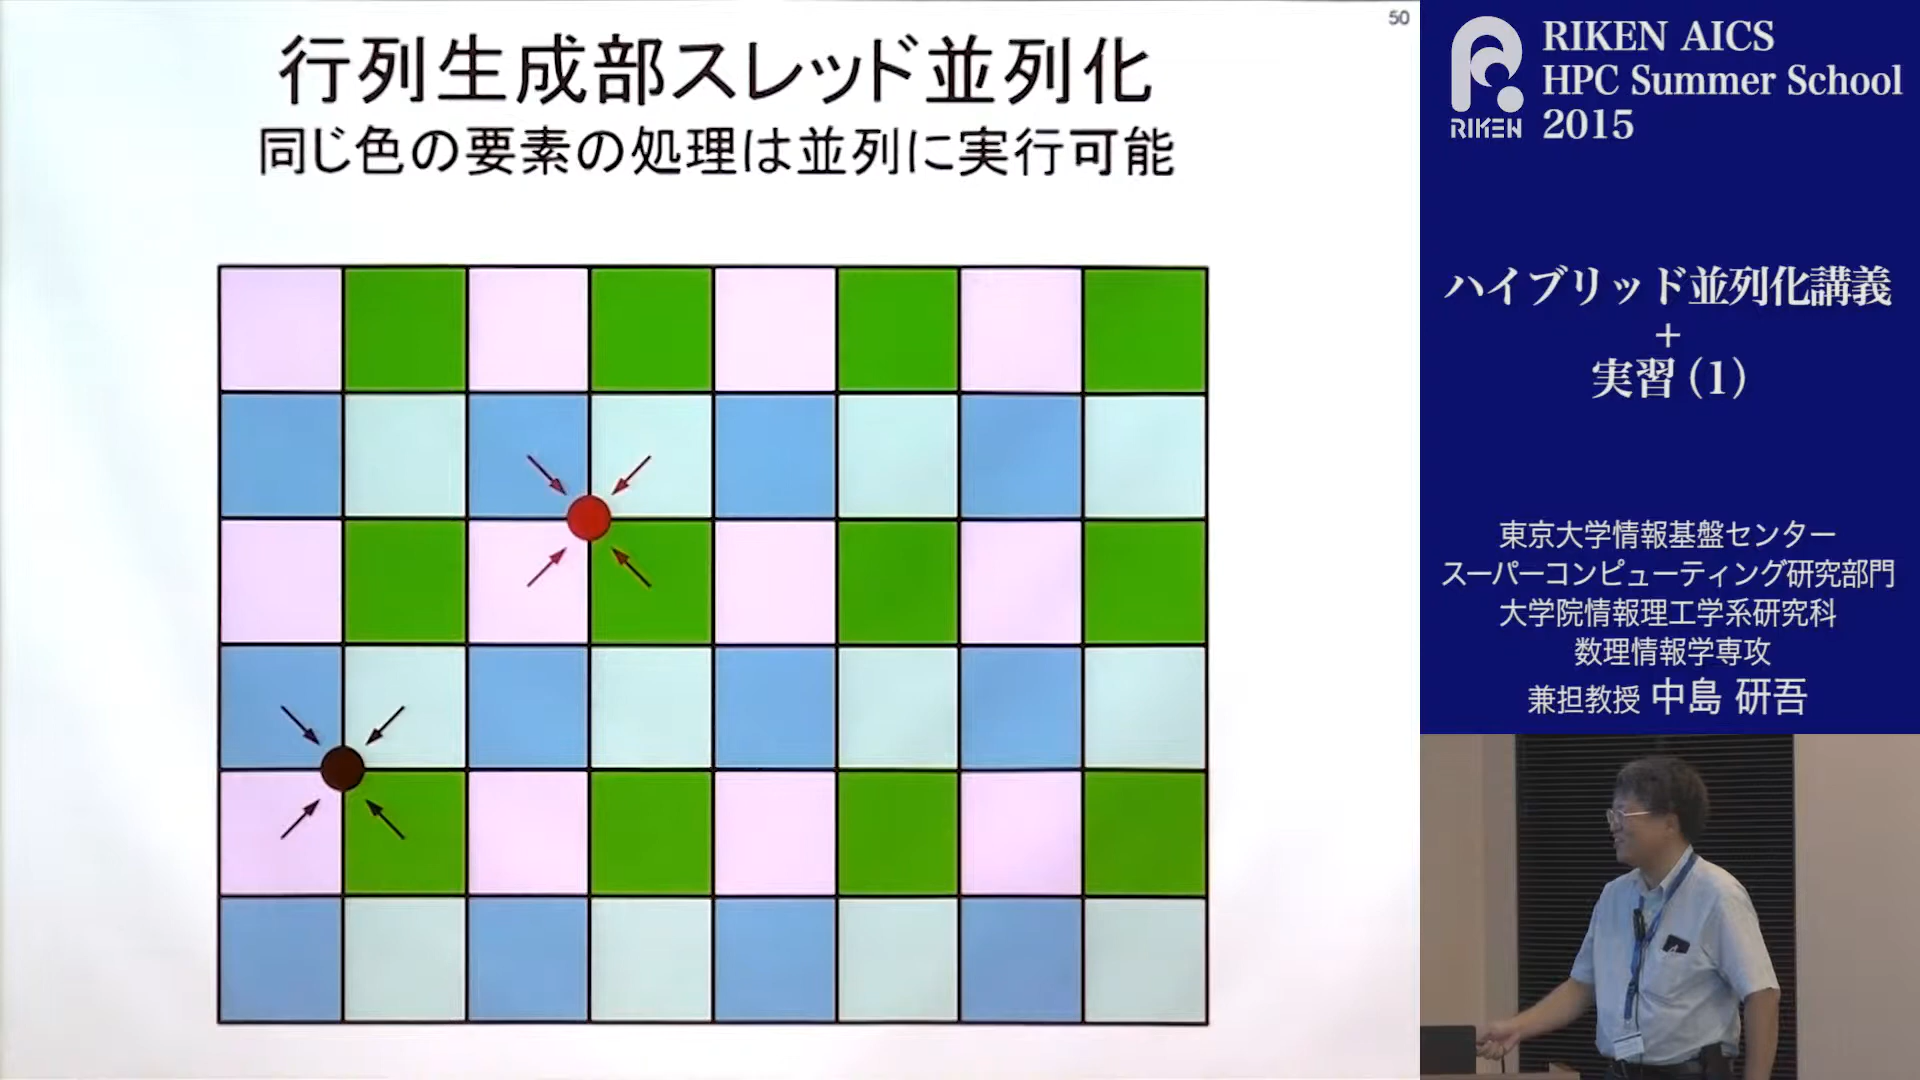 50
行列生成部スレッド並列化
同じ色の要素の処理は並列に実行可能
RIKEN
RIKEN AICS
HPC Summer School
2015
ハイブリッド並列化講義
+
実習 (1)
東京大学情報基盤センター
スーパーコンピューティング研究部門
大学院情報理工学系研究科
数理情報学専攻
兼担教授 中島 研吾